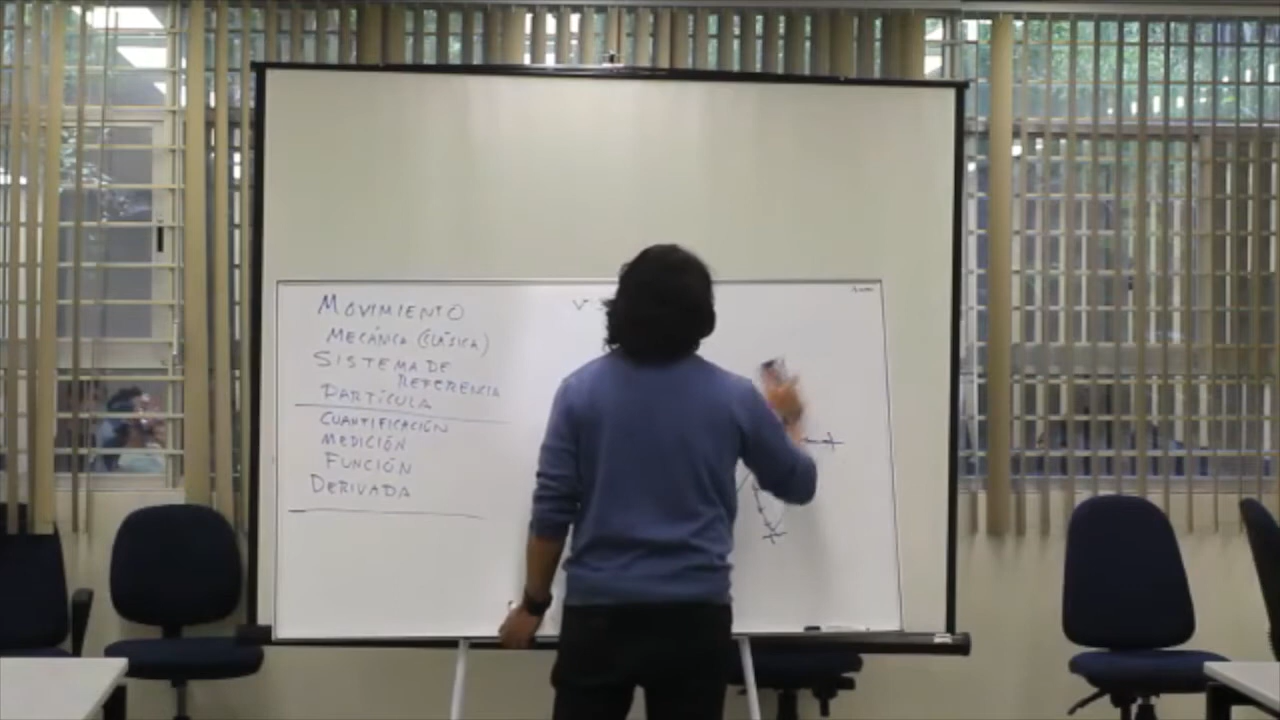 MOVIMIENTO
MECÁNICA (CLÁSICA)
SISTEMA DE
REFERENCIA
PARTÍCULA
CUANTIFICACIÓN
MEDICIÓN
FUNCIÓN
DERIVADA
V